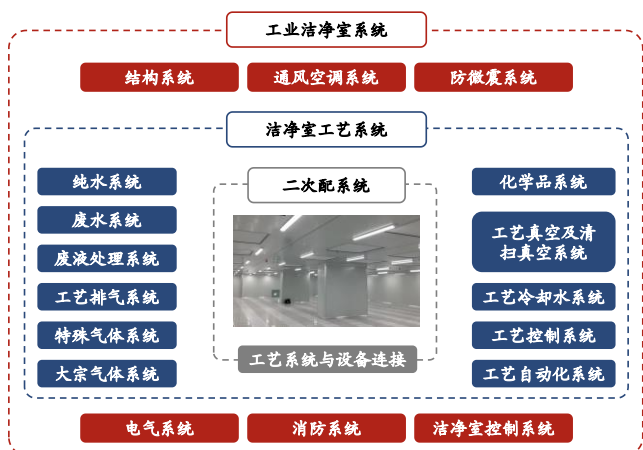 工业洁净室系统
结构系统
通风空调系统
防微震系统
洁净室工艺系统
纯水系统
废水系统
废液处理系统
工艺排气系统
特殊气体系统
大宗气体系统
二次配系统
工艺系统与设备连接
化学品系统
工艺真空及清
扫真空系统
工艺冷却水系统
工艺控制系统
工艺自动化系统
电气系统
消防系统
洁净室控制系统